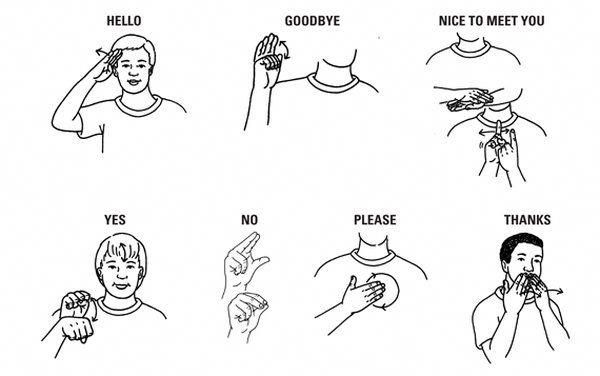 HELLO
GOODBYE
NICE TO MEET YOU
YES
NO
PLEASE
THANKS